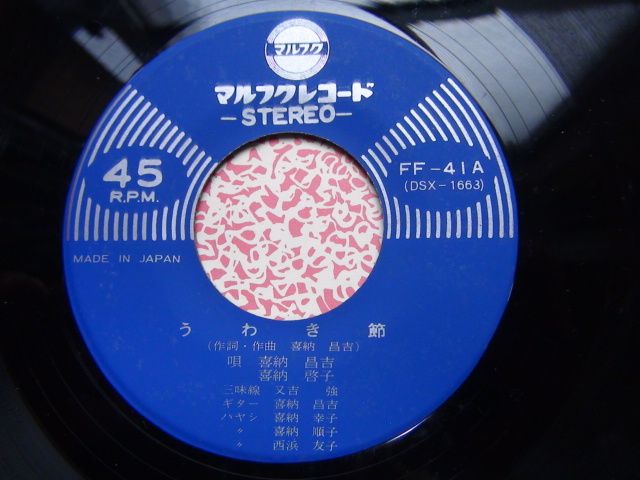 マルフク
マルフクレコード
-STEREO-
45
R.P.M.
FF-41A
(DSX-1663)
MADE IN JAPAN
うわき節
(作詞・作曲 喜納 昌吉)
唄 喜納 昌吉
喜納 啓子
三味線 又吉 強
ギター 喜納 昌吉
ハヤシ 喜納 幸子
〃 喜納 順子
〃 西浜 友子